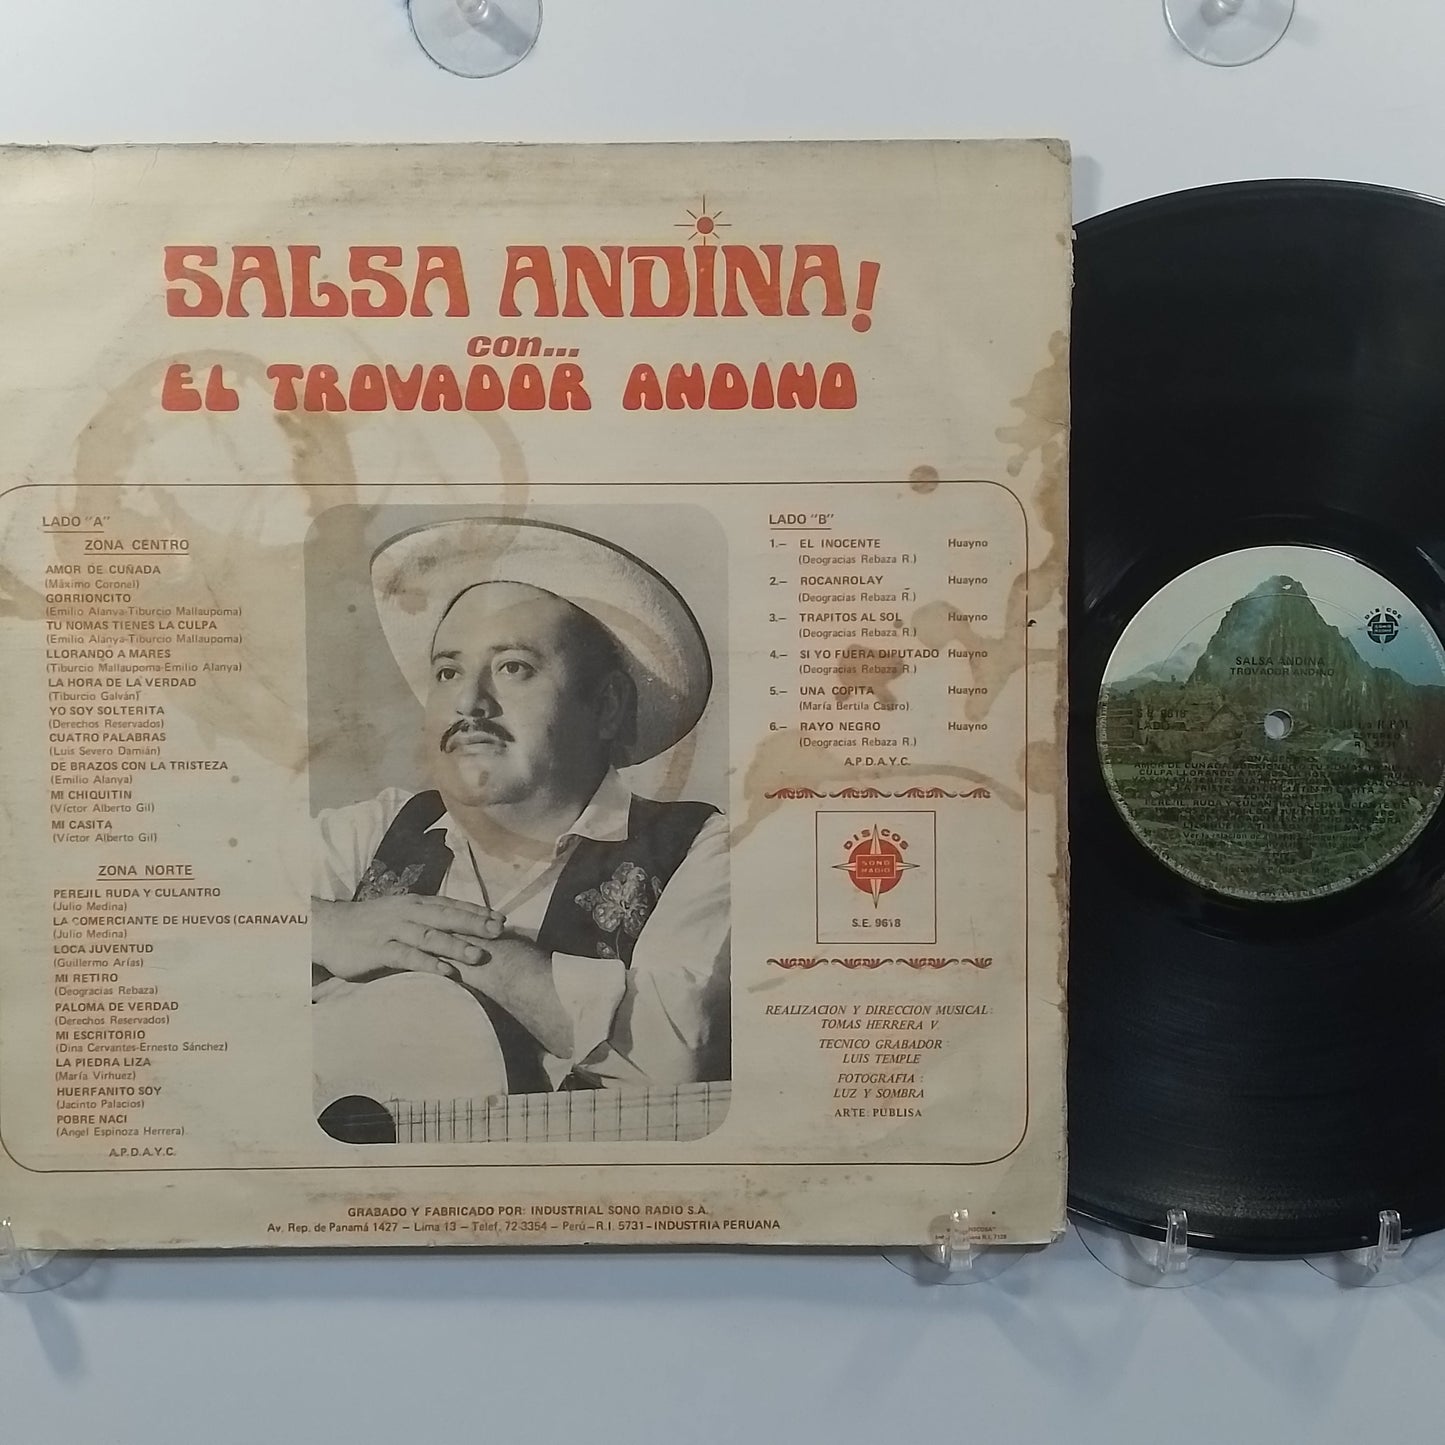 SALSA ANDINA!
con...
EL TROVADOR ANDINO
LADO "A"
ZONA CENTRO
AMOR DE CUÑADA
(Máximo Coronel)
GORRIONCITO
(Emilio Alanya-Tiburcio Mallaupoma)
TU NOMAS TIENES LA CULPA
(Emilio Alanya-Tiburcio Mallaupoma)
LLORANDO A MARES
(Tiburcio Mallaupoma-Emilio Alanya)
LA HORA DE LA VERDAD
(Tiburcio Galván)
YO SOY SOLTERITA
(Derechos Reservados)
CUATRO PALABRAS
(Luis Severo Damián)
DE BRAZOS CON LA TRISTEZA
(Emilio Alanya)
MI CHIQUITIN
(Víctor Alberto Gil)
MI CASITA
(Víctor Alberto Gil)
ZONA NORTE
PEREJIL RUDA Y CULANTRO
(Julio Medina)
LA COMERCIANTE DE HUEVOS (CARNAVAL)
(Julio Medina)
LOCA JUVENTUD
(Guillermo Arías)
MI RETIRO
(Deogracias Rebaza)
PALOMA DE VERDAD
(Derechos Reservados)
MI ESCRITORIO
(Dina Cervantes-Ernesto Sánchez)
LA PIEDRA LIZA
(María Virhuez)
HUERFANITO SOY
(Jacinto Palacios)
POBRE NACI
(Angel Espinoza Herrera).
A.P.D.A.Y.C.
LADO "B"
1.— EL INOCENTE Huayno
(Deogracias Rebaza R.)
2.— ROCANROLAY Huayno
(Deogracias Rebaza R.)
3.— TRAPITOS AL SOL Huayno
(Deogracias Rebaza R.)
4.— SI YO FUERA DIPUTADO Huayno
(Deogracias Rebaza R.)
5.— UNA COPITA Huayno
(María Bertila Castro).
6.— RAYO NEGRO Huayno
(Deogracias Rebaza R.)
A.P.D.A.Y.C.
DISCOS
SONO
RADIO
S.E. 9618
REALIZACION Y DIRECCION MUSICAL:
TOMAS HERRERA V.
TECNICO GRABADOR:
LUIS TEMPLE
FOTOGRAFIA :
LUZ Y SOMBRA
ARTE: PUBLISA
GRABADO Y FABRICADO POR: INDUSTRIAL SONO RADIO S.A.
Av. Rep. de Panamá 1427 — Lima 13 — Telef. 72-3354 — Perú — R.I. 5731 - INDUSTRIA PERUANA
DISCOS
SONO
RADIO
SALSA ANDINA
TROVADOR ANDINO
S.E. 9618
LADO A
ESTEREO